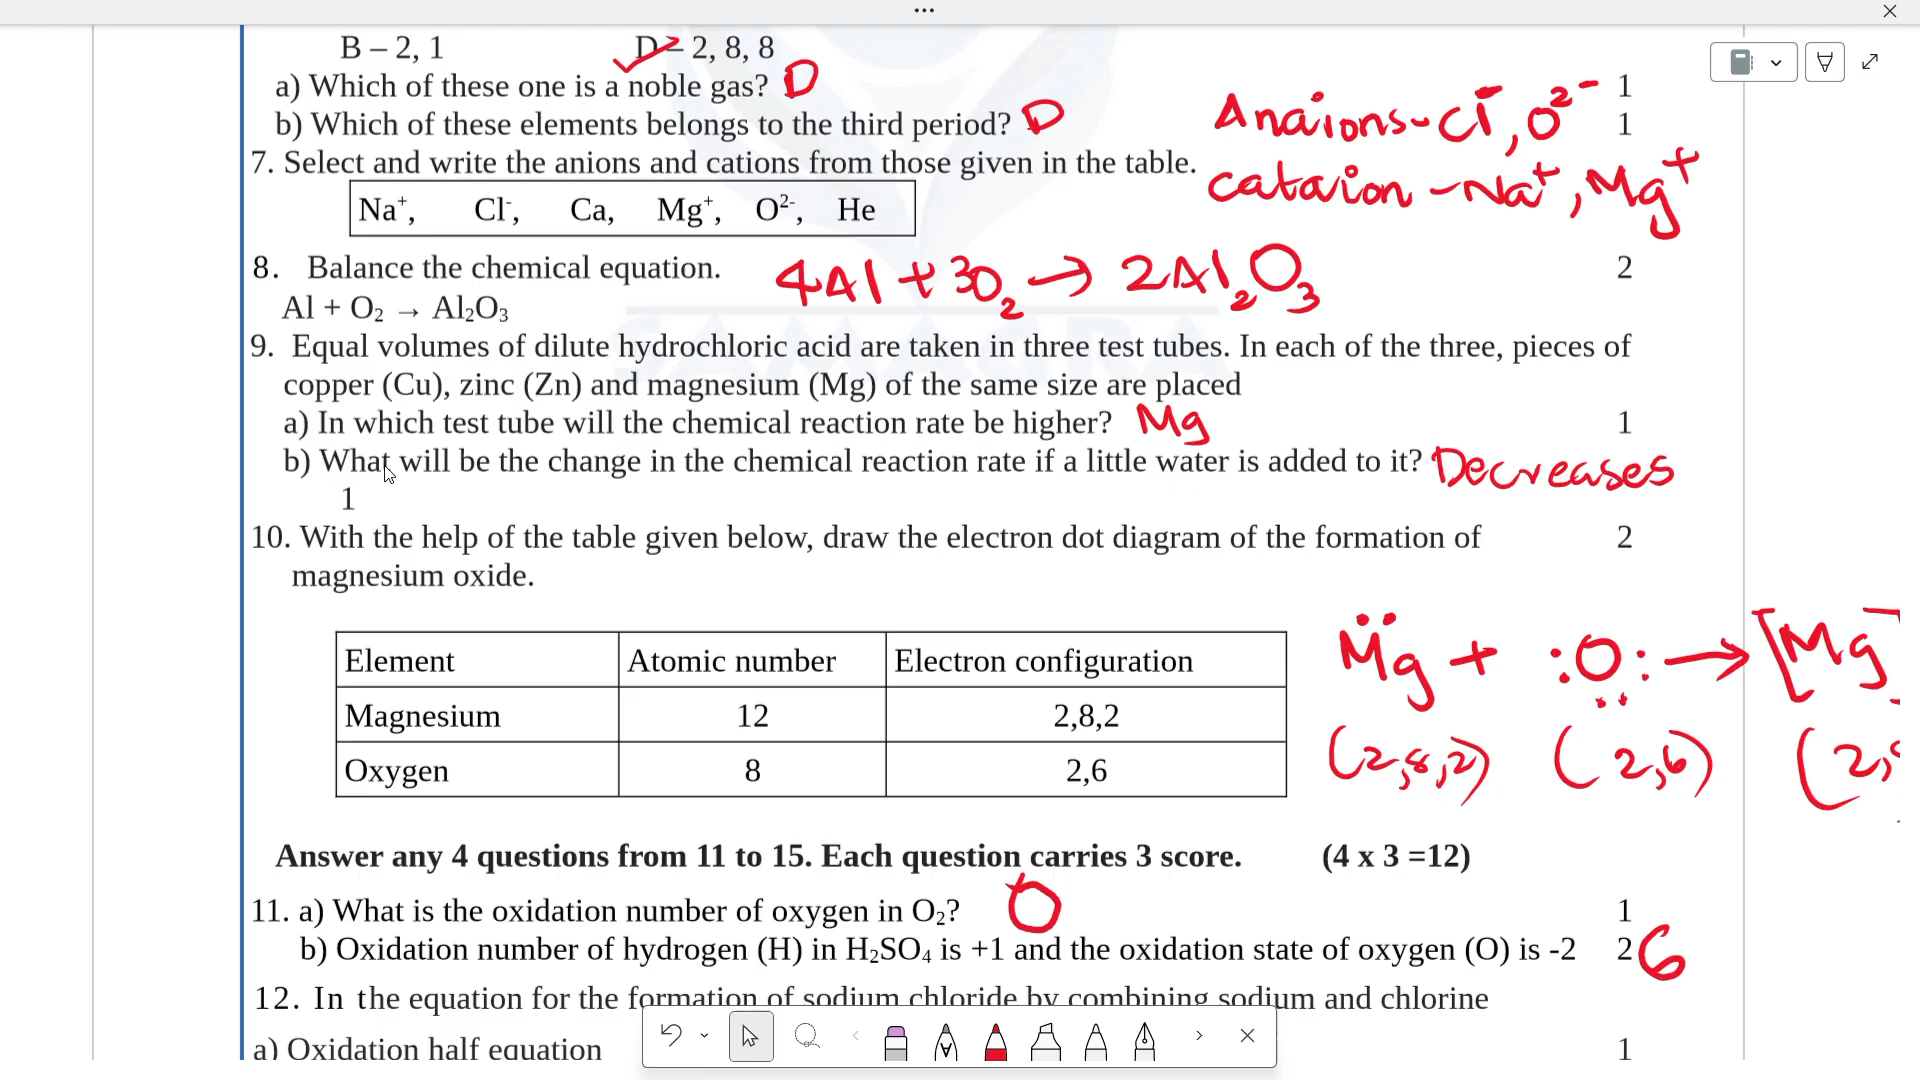 B – 2, 1 D – 2, 8, 8
a) Which of these one is a noble gas? D 1
b) Which of these elements belongs to the third period? D 1
Anaions-Cl⁻, O²⁻
7. Select and write the anions and cations from those given in the table.
cataion - Na⁺, Mg⁺
Na⁺, Cl⁻, Ca, Mg⁺, O²⁻, He
8. Balance the chemical equation. 4Al + 3O₂ → 2Al₂O₃ 2
Al + O₂ → Al₂O₃
SAMAGRA
9. Equal volumes of dilute hydrochloric acid are taken in three test tubes. In each of the three, pieces of
copper (Cu), zinc (Zn) and magnesium (Mg) of the same size are placed
a) In which test tube will the chemical reaction rate be higher? Mg 1
b) What will be the change in the chemical reaction rate if a little water is added to it? Decreases
1
10. With the help of the table given below, draw the electron dot diagram of the formation of 2
magnesium oxide.
Element Atomic number Electron configuration
Magnesium 12 2,8,2
Oxygen 8 2,6
Mg + :O: → [Mg]
(2,8,2) (2,6) (2,
Answer any 4 questions from 11 to 15. Each question carries 3 score. (4 x 3 =12)
11. a) What is the oxidation number of oxygen in O₂? 0 1
b) Oxidation number of hydrogen (H) in H₂SO₄ is +1 and the oxidation state of oxygen (O) is -2 2 6
12. In the equation for the formation of sodium chloride by combining sodium and chlorine
a) Oxidation half equation 1